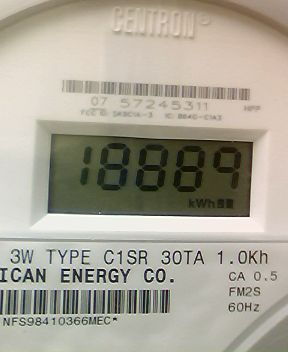 CENTRON®
07 57245311
18889
kWh
3W TYPE C1SR 30TA 1.0Kh
ICAN ENERGY CO.
CA 0.5
FM2S
60Hz
NFS98410366MEC*